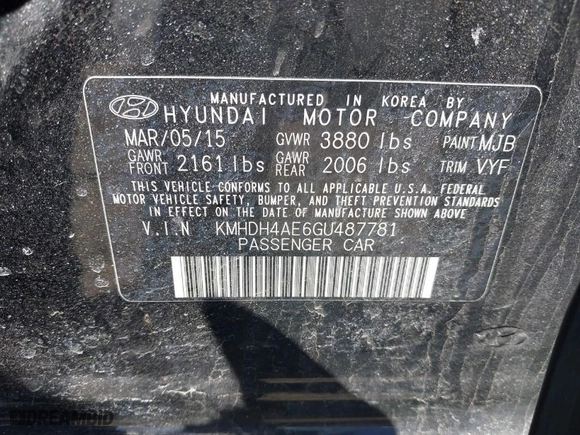 MANUFACTURED IN KOREA BY
HYUNDAI MOTOR COMPANY
MAR/05/15 GVWR 3880 lbs PAINT MJB
GAWR FRONT 2161 lbs GAWR REAR 2006 lbs TRIM VYF
THIS VEHICLE CONFORMS TO ALL APPLICABLE U.S.A. FEDERAL
MOTOR VEHICLE SAFETY, BUMPER, AND THEFT PREVENTION STANDARDS
IN EFFECT ON THE DATE OF MANUFACTURE SHOWN ABOVE
V.I.N KMHDH4AE6GU487781
PASSENGER CAR
DREAMBID